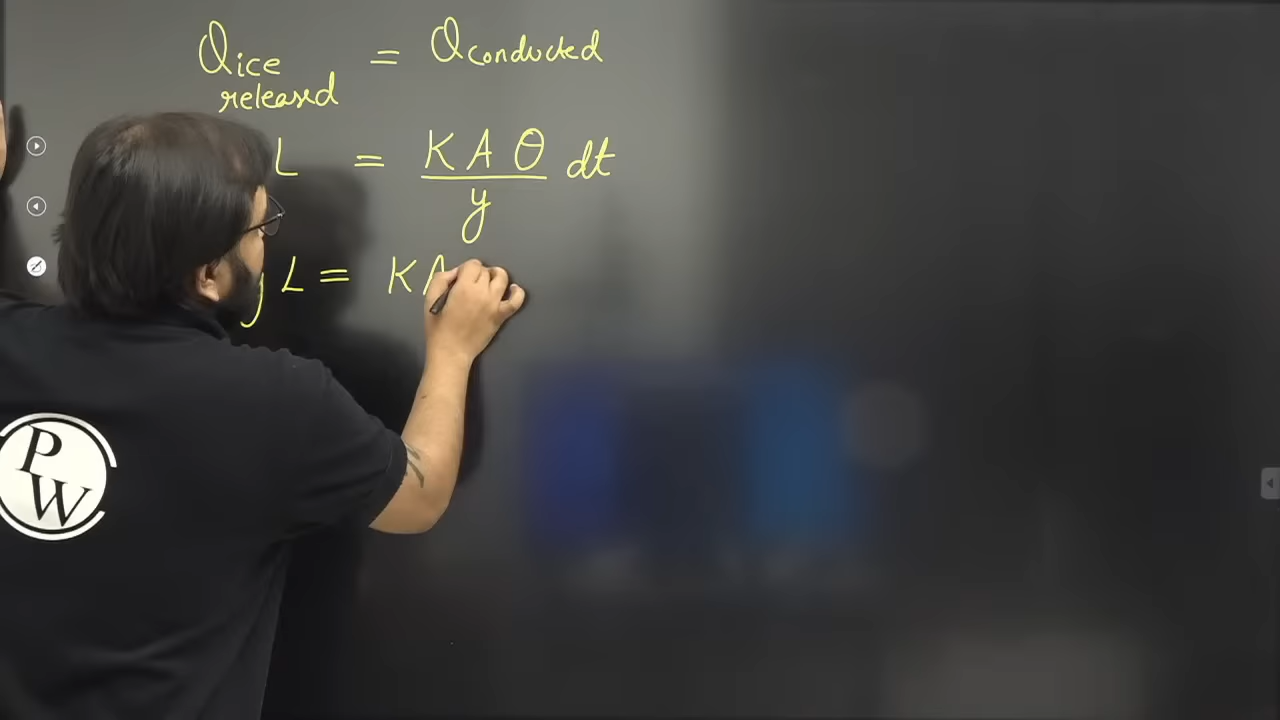 Qice = Qconducted
released
L = KAθ/y dt
y L = KA
PW